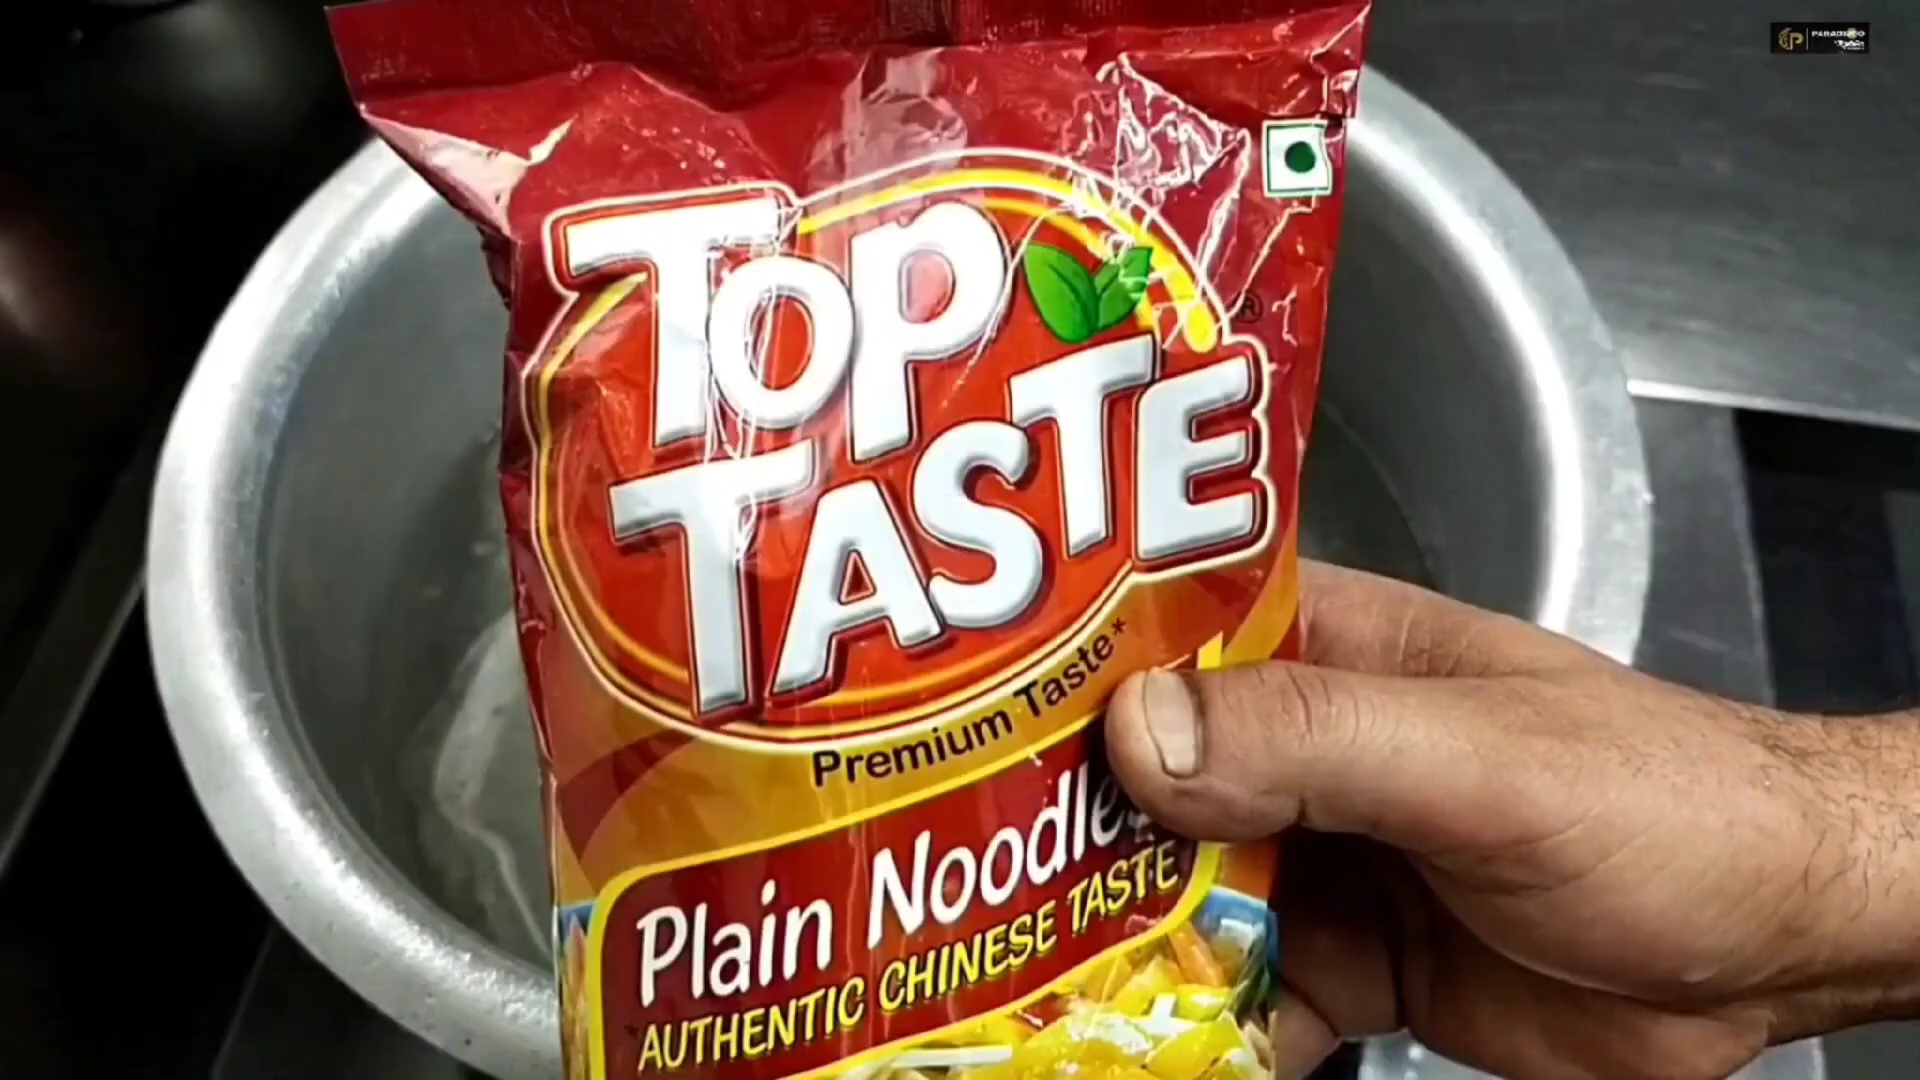 TOP
TASTE
®
Premium Taste*
Plain Noodles
*AUTHENTIC CHINESE TASTE